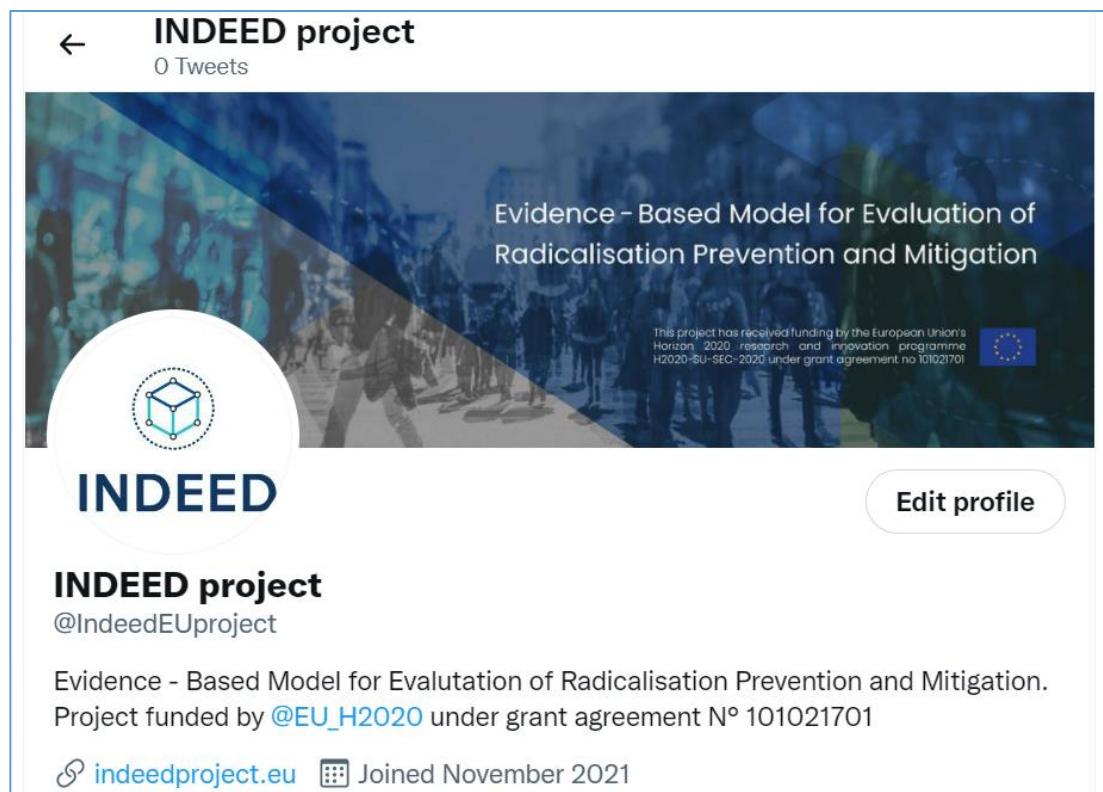 INDEED project
0 Tweets
Evidence - Based Model for Evaluation of
Radicalisation Prevention and Mitigation
This project has received funding by the European Union's
Horizon 2020 research and innovation programme
H2020-SU-SEC-2020 under grant agreement no 101021701
INDEED
Edit profile
INDEED project
@IndeedEUproject
Evidence - Based Model for Evalutation of Radicalisation Prevention and Mitigation.
Project funded by @EU_H2020 under grant agreement Nº 101021701
indeedproject.eu Joined November 2021